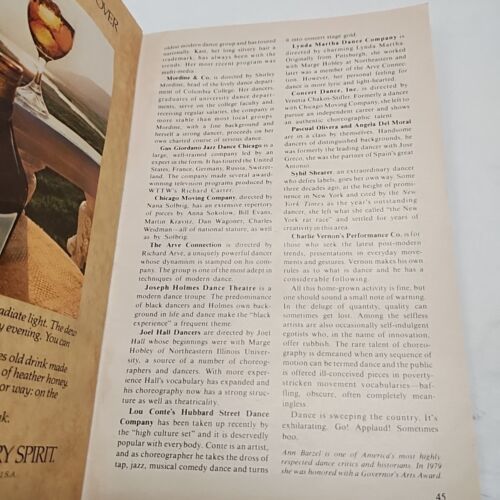 OVER
adiate light. The dew
y evening. You can
es old drink made
of heather honey.
or way: on the
nk.
RY SPIRIT.
U.S.A.
oldest modern dance group and has toured
nationally. Kast, her long silvery hair a
trademark, has always been with the
trends. Her most recent program was
multi-media.
Mordine & Co. is directed by Shirley
Mordine, head of the lively dance depart-
ment of Columbia College. Her dancers,
graduates of university dance depart-
ments, serve on the college faculty and,
receiving regular salaries, the company is
more stable than most local groups.
Mordine, with a fine background and
herself a strong dancer, proceeds on her
own charted course of serious dance.
Gus Giordano Jazz Dance Chicago is a
large, well-trained company led by an
expert in the form. It has toured the United
States, France, Germany, Russia, Switzer-
land. The company made several award-
winning television programs produced by
WTTW's Richard Carter.
Chicago Moving Company, directed by
Nana Solbrig, has an extensive repertory
of pieces by Anna Sokolow, Bill Evans,
Martin Kravitz, Dan Wagoner, Charles
Weidman—all of national stature, as well
as by Solbrig.
The Arve Connection is directed by
Richard Arve, a uniquely powerful dancer
whose dynamism is stamped on his com-
pany. The group is one of the most adept in
techniques of modern dance.
Joseph Holmes Dance Theatre is a
modern dance troupe. The predominance
of black dancers and Holmes own back-
ground in life and dance make the "black
experience" a frequent theme.
Joel Hall Dancers are directed by Joel
Hall whose beginnings were with Marge
Hobley of Northeastern Illinois Univer-
sity, a source of a number of choreog-
raphers and dancers. With more exper-
ience Hall's vocabulary has expanded and
his choreography now has a strong struc-
ture as well as theatricality.
Lou Conte's Hubbard Street Dance
Company has been taken up recently by
the "high culture set" and it is deservedly
popular with everybody. Conte is an artist,
and as choreographer he takes the dross of
tap, jazz, musical comedy dance and turns
it into concert stage gold.
Lynda Martha Dance Company is
directed by charming Lynda Martha.
Originally from Pittsburgh, she worked
with Marge Hobley at Northeastern and
later was a member of the Arve Connec-
tion. However, her personal feeling for
dance is more lyric and light-hearted.
Concert Dance, Inc. is directed by
Venetia Chakos-Stifler. Formerly a dancer
with Chicago Moving Company, she left to
pursue an independent career and shows
an authentic choreographic talent.
Pascual Olivera and Angela Del Moral
are in a class by themselves. Handsome
dancers of distinguished backgrounds, he
was formerly the leading dancer with Jose
Greco, she was the partner of Spain's great
Antonio.
Sybil Shearer, an extraordinary dancer
who defies labels, goes her own way. Some
three decades ago, at the height of promi-
nence in New York and cited by the New
York Times as the year's outstanding
dancer, she left what she called "the New
York rat race" and settled for years of
creativity in this area.
Charlie Vernon's Performance Co. is for
those who seek the latest post-modern
trends, presentations in everyday move-
ments and gestures. Vernon makes his own
rules as to what is dance and he has a
considerable following.
All this home-grown activity is fine, but
one should sound a small note of warning.
In the deluge of quantity, quality can
sometimes get lost. Among the selfless
artists are also occasionally self-indulgent
egotists who, in the name of innovation,
offer rubbish. The rare talent of choreo-
graphy is demeaned when any sequence of
motion can be termed dance and the public
is offered ill-conceived pieces in poverty-
stricken movement vocabularies—baf-
fling, obscure, often completely mean-
ingless
Dance is sweeping the country. It's
exhilarating. Go! Applaud! Sometimes
boo.
Ann Barzel is one of America's most highly
respected dance critics and historians. In 1979
she was honored with a Governor's Arts Award.
45